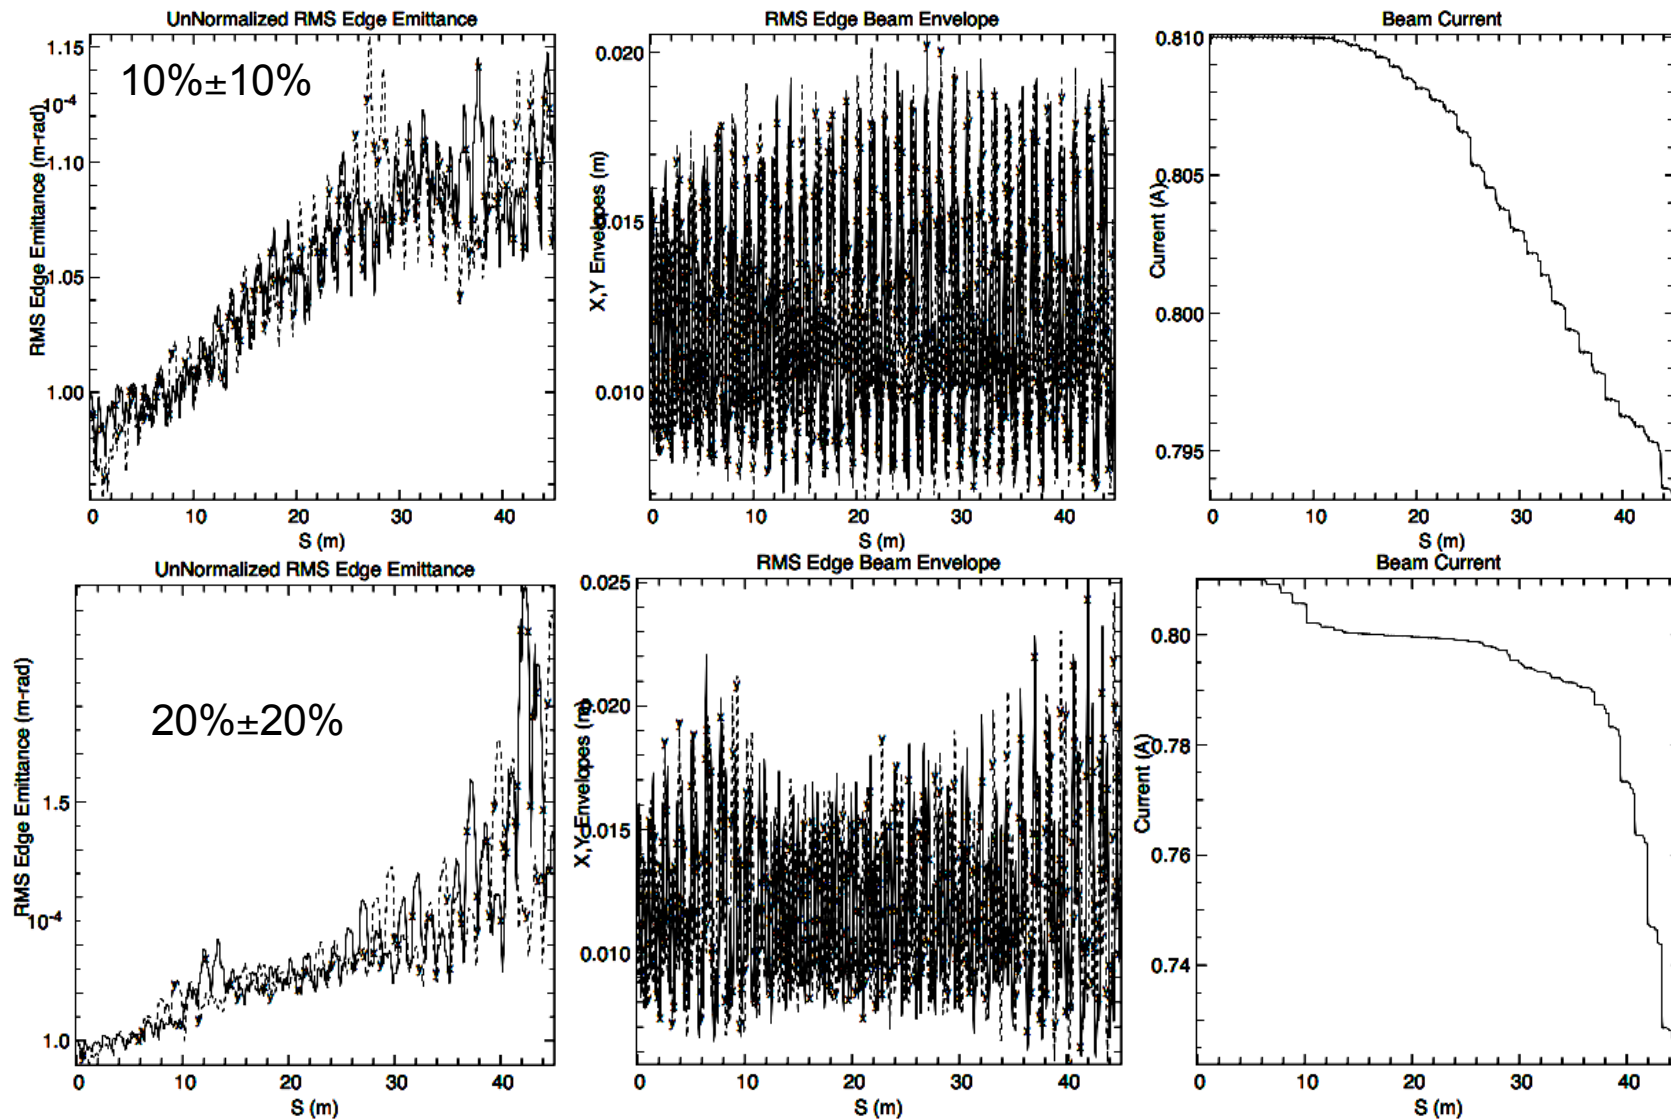 UnNormalized RMS Edge Emittance
1.15
10%±10%
10-4
1.10
1.05
1.00
RMS Edge Emittance (m-rad)
0 10 20 30 40
S (m)
RMS Edge Beam Envelope
0.020
0.015
0.010
X,Y Envelopes (m)
0 10 20 30 40
S (m)
Beam Current
0.810
0.805
0.800
0.795
Current (A)
0 10 20 30 40
S (m)
UnNormalized RMS Edge Emittance
20%±20%
1.5
10-4
1.0
RMS Edge Emittance (m-rad)
0 10 20 30 40
S (m)
RMS Edge Beam Envelope
0.025
0.020
0.015
0.010
X,Y Envelopes (m)
0 10 20 30 40
S (m)
Beam Current
0.80
0.78
0.76
0.74
Current (A)
0 10 20 30 40
S (m)